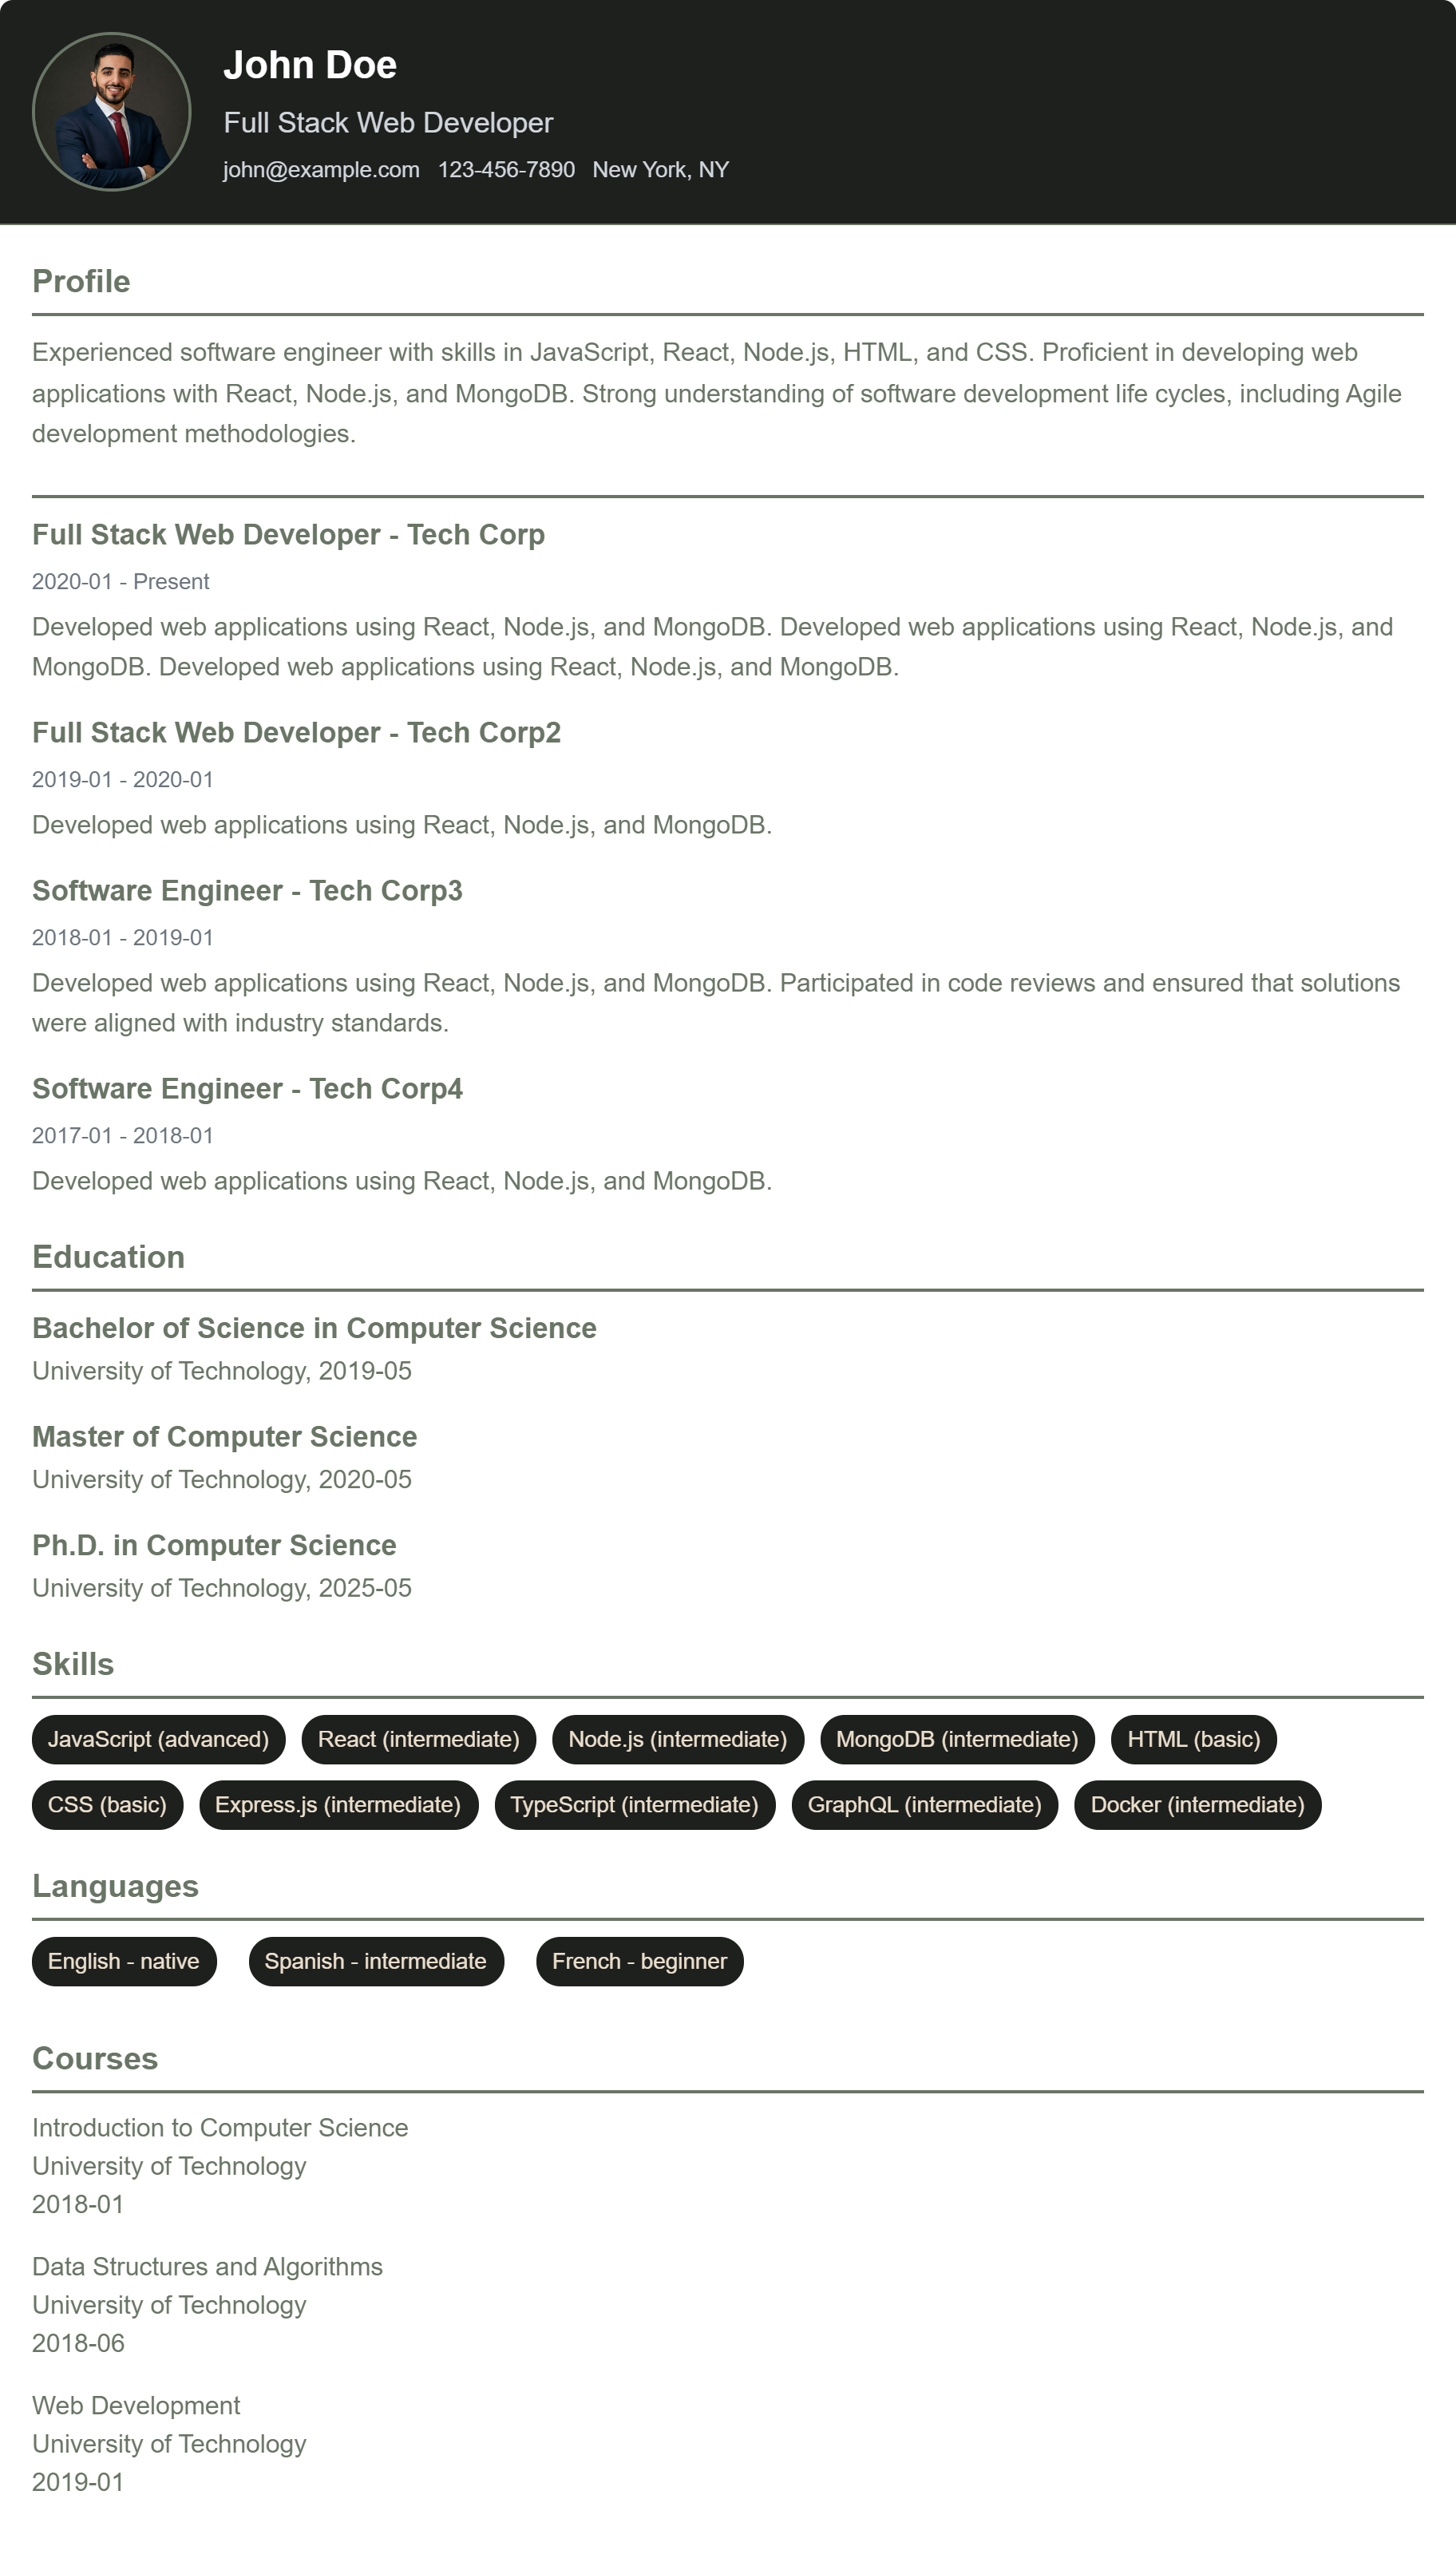 John Doe
Full Stack Web Developer
john@example.com 123-456-7890 New York, NY
Profile
Experienced software engineer with skills in JavaScript, React, Node.js, HTML, and CSS. Proficient in developing web
applications with React, Node.js, and MongoDB. Strong understanding of software development life cycles, including Agile
development methodologies.
Full Stack Web Developer - Tech Corp
2020-01 - Present
Developed web applications using React, Node.js, and MongoDB. Developed web applications using React, Node.js, and
MongoDB. Developed web applications using React, Node.js, and MongoDB.
Full Stack Web Developer - Tech Corp2
2019-01 - 2020-01
Developed web applications using React, Node.js, and MongoDB.
Software Engineer - Tech Corp3
2018-01 - 2019-01
Developed web applications using React, Node.js, and MongoDB. Participated in code reviews and ensured that solutions
were aligned with industry standards.
Software Engineer - Tech Corp4
2017-01 - 2018-01
Developed web applications using React, Node.js, and MongoDB.
Education
Bachelor of Science in Computer Science
University of Technology, 2019-05
Master of Computer Science
University of Technology, 2020-05
Ph.D. in Computer Science
University of Technology, 2025-05
Skills
JavaScript (advanced) React (intermediate) Node.js (intermediate) MongoDB (intermediate) HTML (basic)
CSS (basic) Express.js (intermediate) TypeScript (intermediate) GraphQL (intermediate) Docker (intermediate)
Languages
English - native Spanish - intermediate French - beginner
Courses
Introduction to Computer Science
University of Technology
2018-01
Data Structures and Algorithms
University of Technology
2018-06
Web Development
University of Technology
2019-01